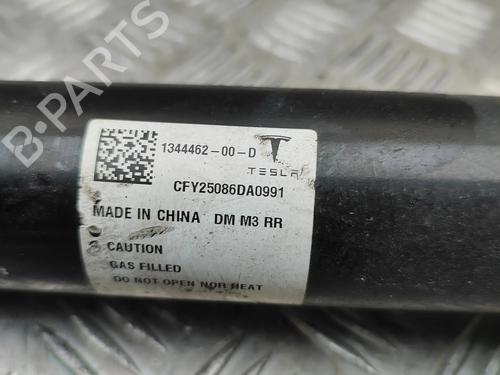 B-PARTS
1344462-00-D
TESLA
CFY25086DA0991
MADE IN CHINA DM M3 RR
CAUTION
GAS FILLED
DO NOT OPEN NOR HEAT